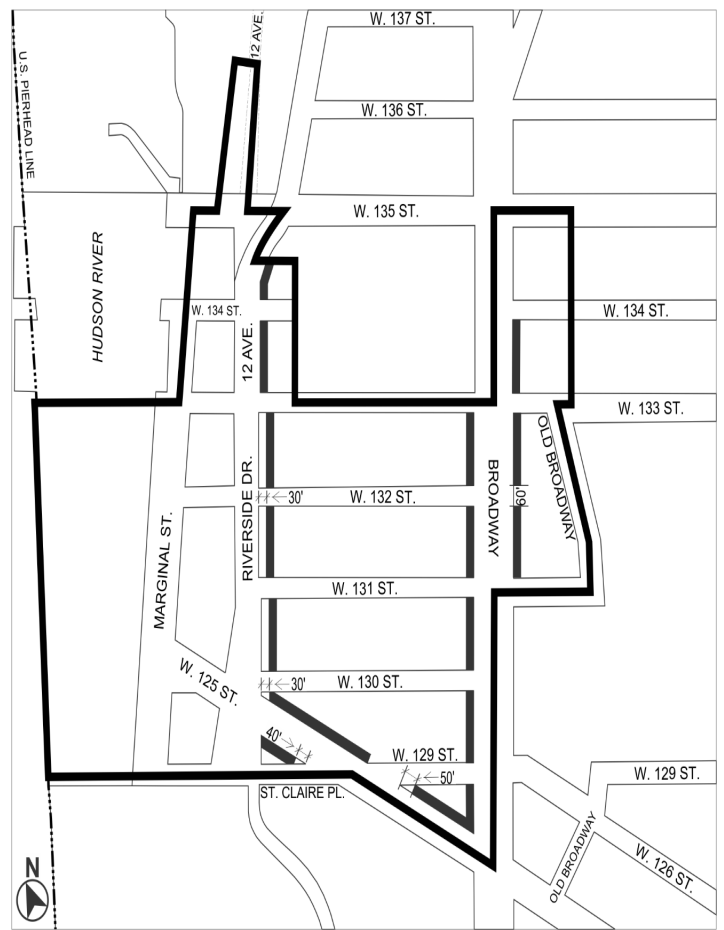 W. 137 ST.
12 AVE.
U.S. PIERHEAD LINE
W. 136 ST.
W. 135 ST.
HUDSON RIVER
W. 134 ST.
W. 134 ST.
12 AVE.
W. 133 ST.
OLD BROADWAY
RIVERSIDE DR.
BROADWAY
30'
W. 132 ST.
60'
MARGINAL ST.
W. 131 ST.
W. 125 ST.
30'
W. 130 ST.
40'
W. 129 ST.
50'
W. 129 ST.
ST. CLAIRE PL.
OLD BROADWAY
W. 126 ST.
N